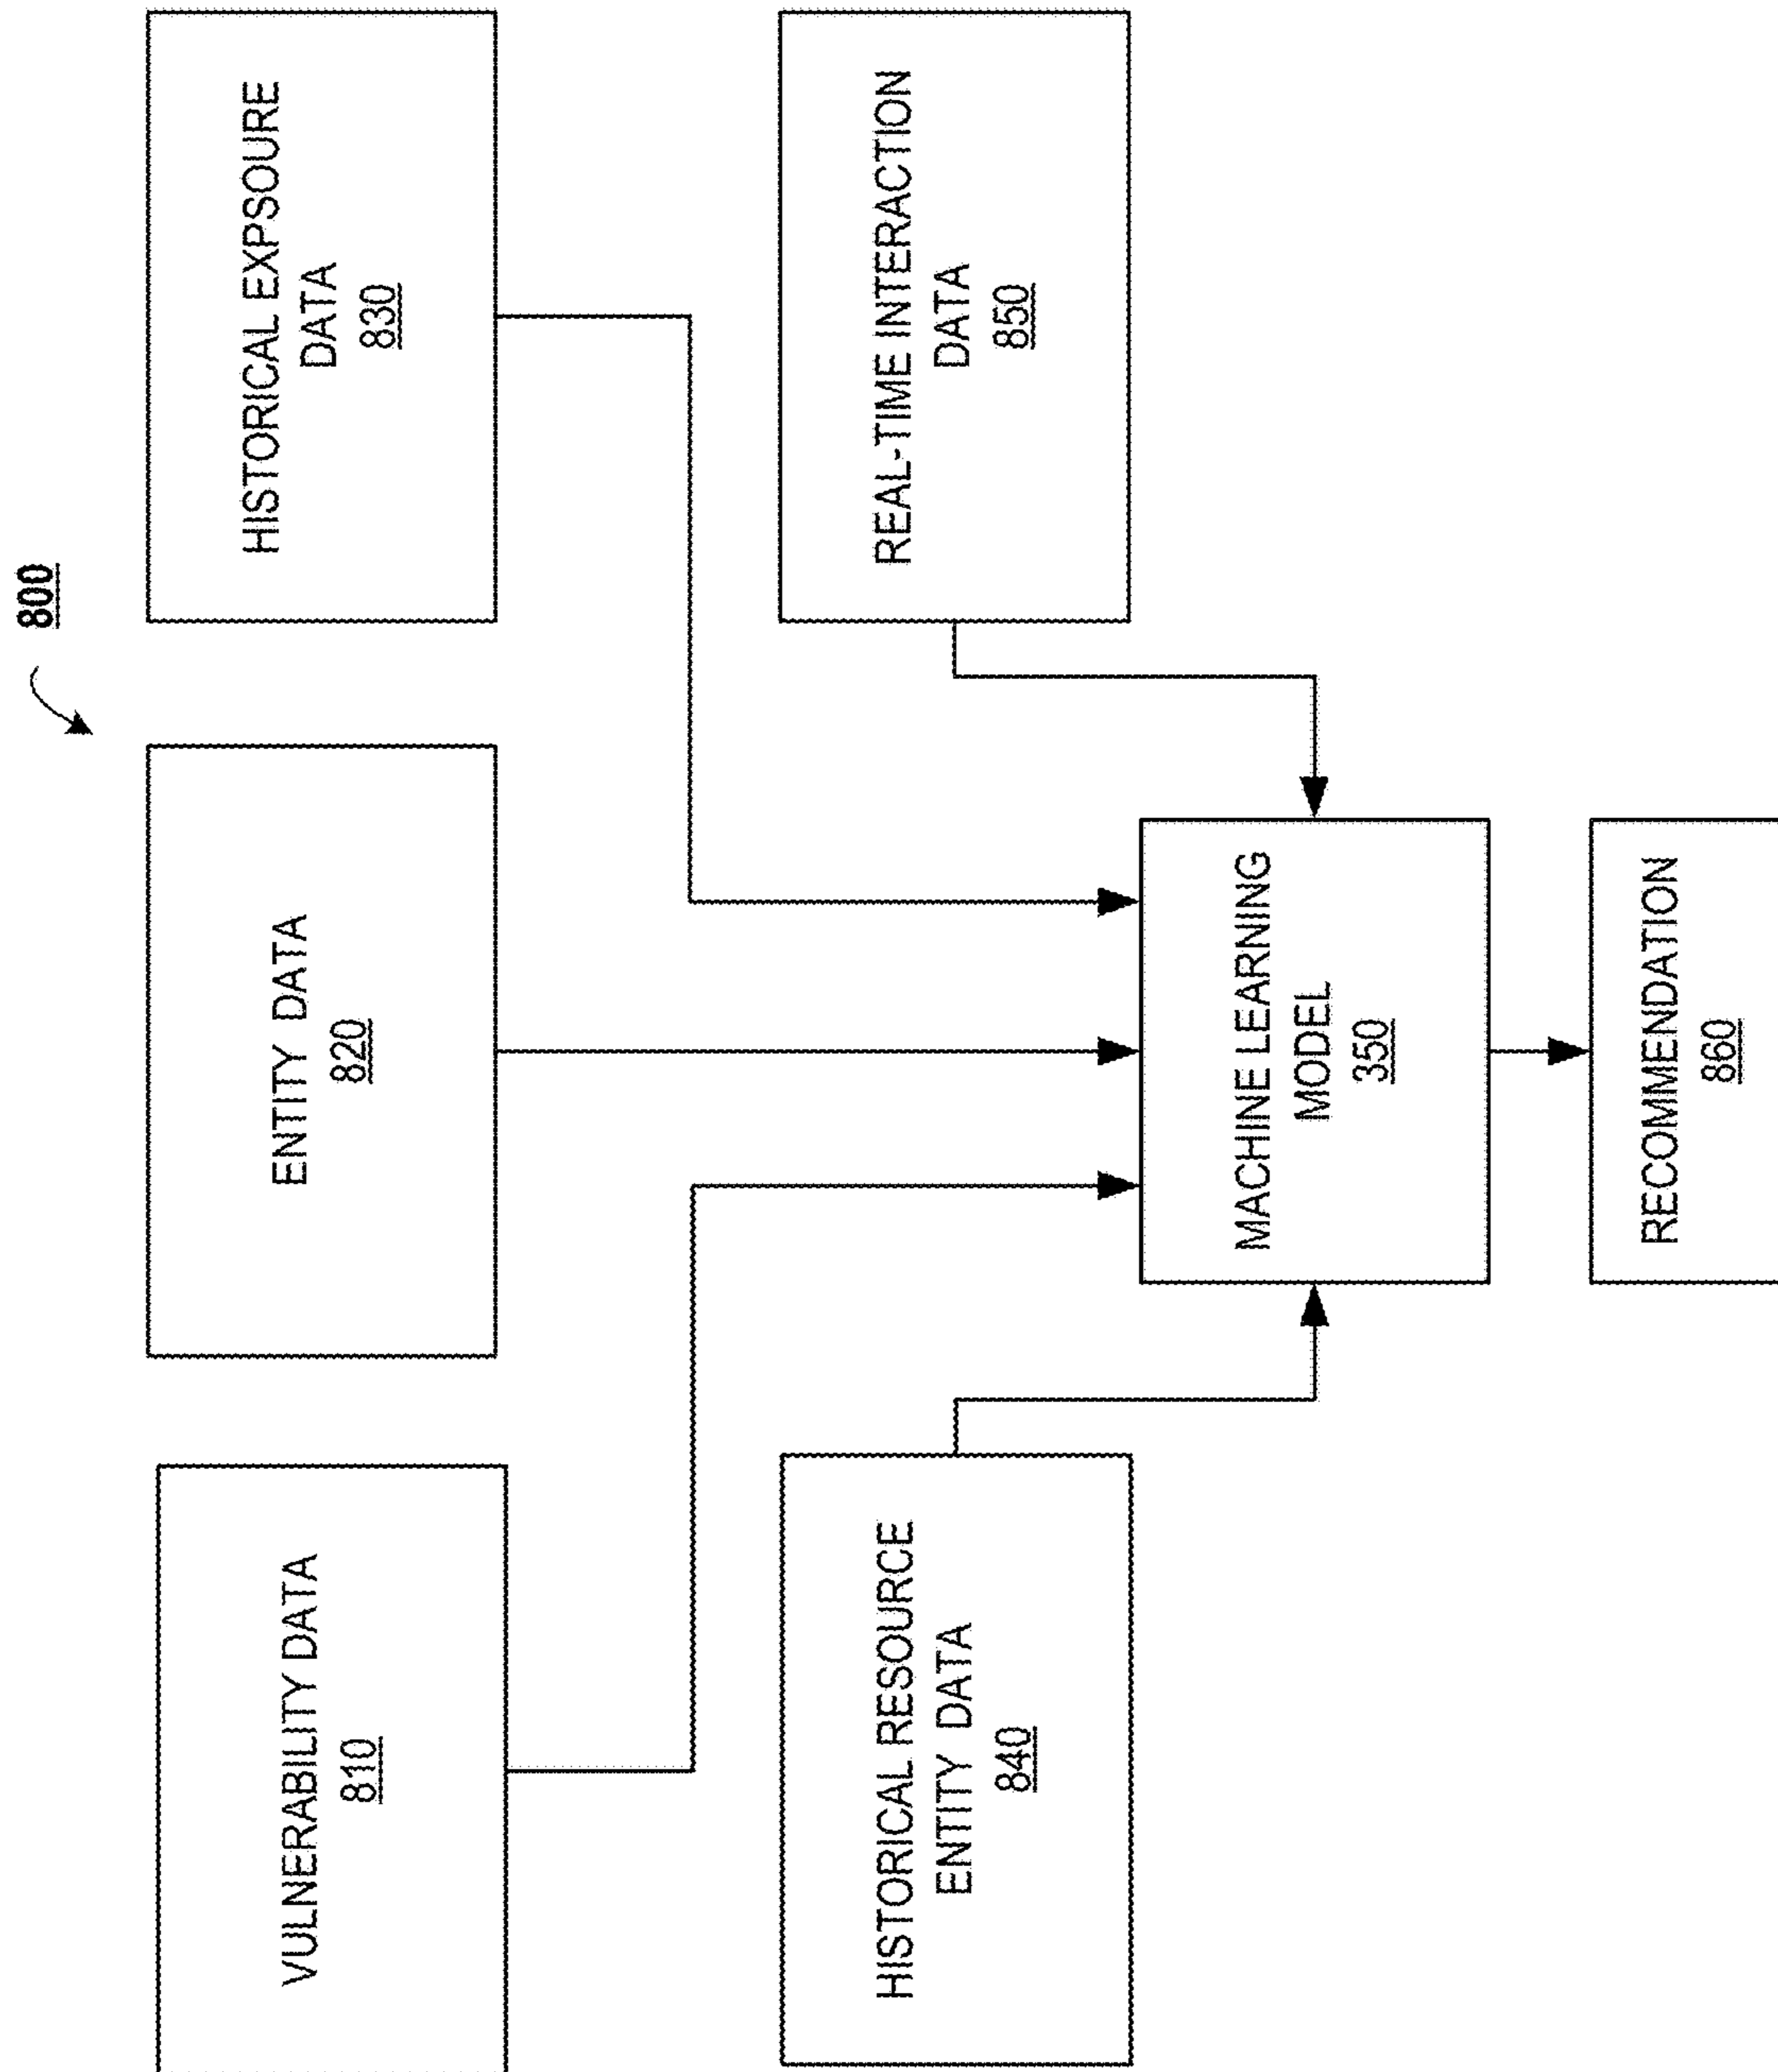 800
VULNERABILITY DATA
810
ENTITY DATA
820
HISTORICAL EXPSOURE
DATA
830
HISTORICAL RESOURCE
ENTITY DATA
840
REAL-TIME INTERACTION
DATA
850
MACHINE LEARNING
MODEL
350
RECOMMENDATION
860